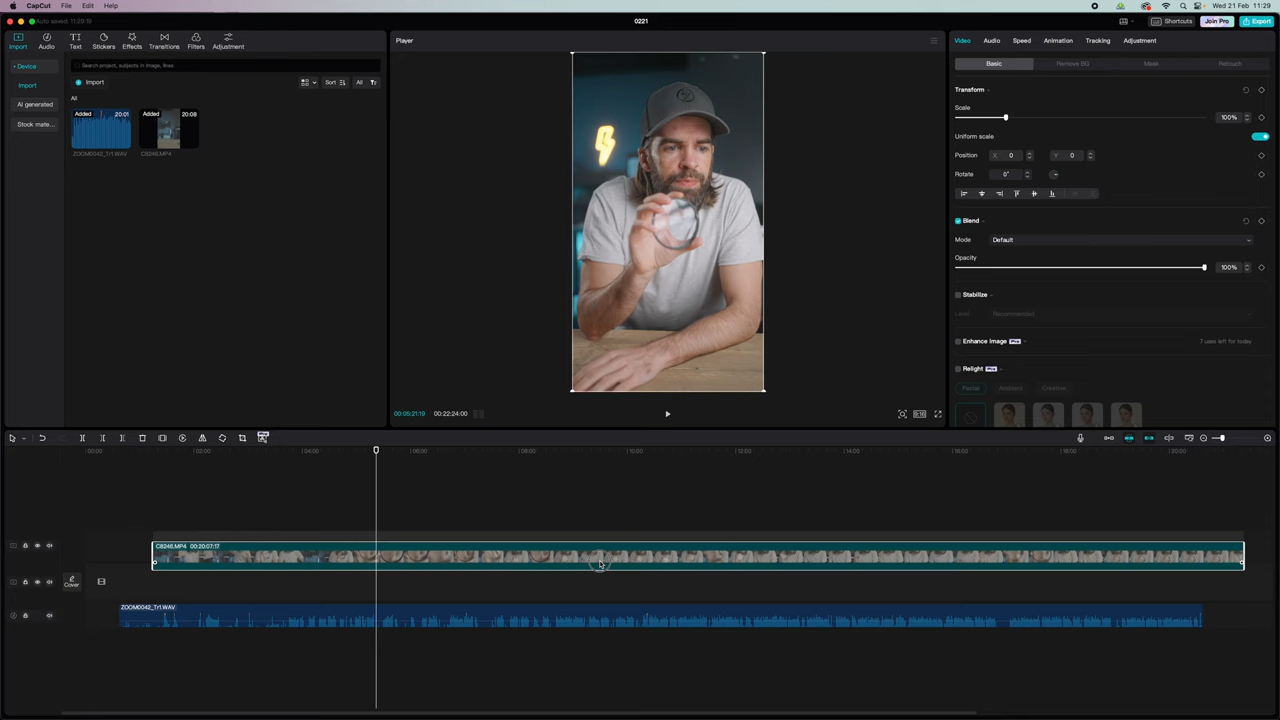 CapCut File Edit Help Wed 21 Feb 11:29
Auto saved: 11:29:19 0221 Shortcuts Join Pro Export
Import Audio Text Stickers Effects Transitions Filters Adjustment
Player
Video Audio Speed Animation Tracking Adjustment
Device
Import
AI generated
Stock mate...
Search project, subjects in image, lines
Import Sort All
All
Added 20:01 Added 20:08
ZOOM0042_Tr1.WAV C8246.MP4
Basic Remove BG Mask Retouch
Transform
Scale
100%
Uniform scale
Position X 0 Y 0
Rotate 0°
Blend
Mode Default
Opacity
100%
Stabilize
Level Recommended
Enhance image Pro 7 uses left for today
Relight Pro
Facial Ambient Creative
00:05:21:19 00:22:24:00 9:16
Pro
00:00 02:00 04:00 06:00 08:00 10:00 12:00 14:00 16:00 18:00 20:00
C8246.MP4 00:20:07:17
Cover
ZOOM0042_Tr1.WAV